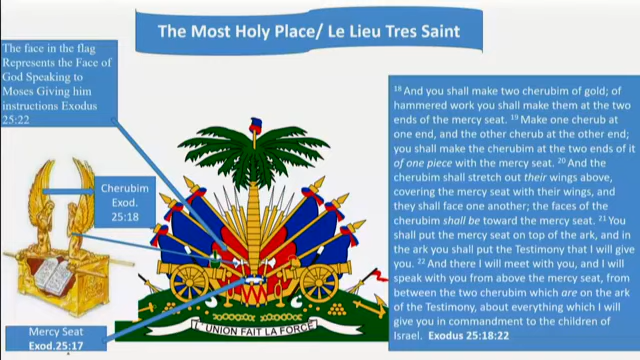 The Most Holy Place/ Le Lieu Tres Saint
The face in the flag
Represents the Face of
God Speaking to
Moses Giving him
instructions Exodus
25:22
Cherubim
Exod.
25:18
Mercy Seat
Exod.25:17
L'UNION FAIT LA FORCE
18 And you shall make two cherubim of gold; of
hammered work you shall make them at the two
ends of the mercy seat. 19 Make one cherub at
one end, and the other cherub at the other end;
you shall make the cherubim at the two ends of it
of one piece with the mercy seat. 20 And the
cherubim shall stretch out their wings above,
covering the mercy seat with their wings, and
they shall face one another; the faces of the
cherubim shall be toward the mercy seat. 21 You
shall put the mercy seat on top of the ark, and in
the ark you shall put the Testimony that I will give
you. 22 And there I will meet with you, and I will
speak with you from above the mercy seat, from
between the two cherubim which are on the ark
of the Testimony, about everything which I will
give you in commandment to the children of
Israel. Exodus 25:18:22